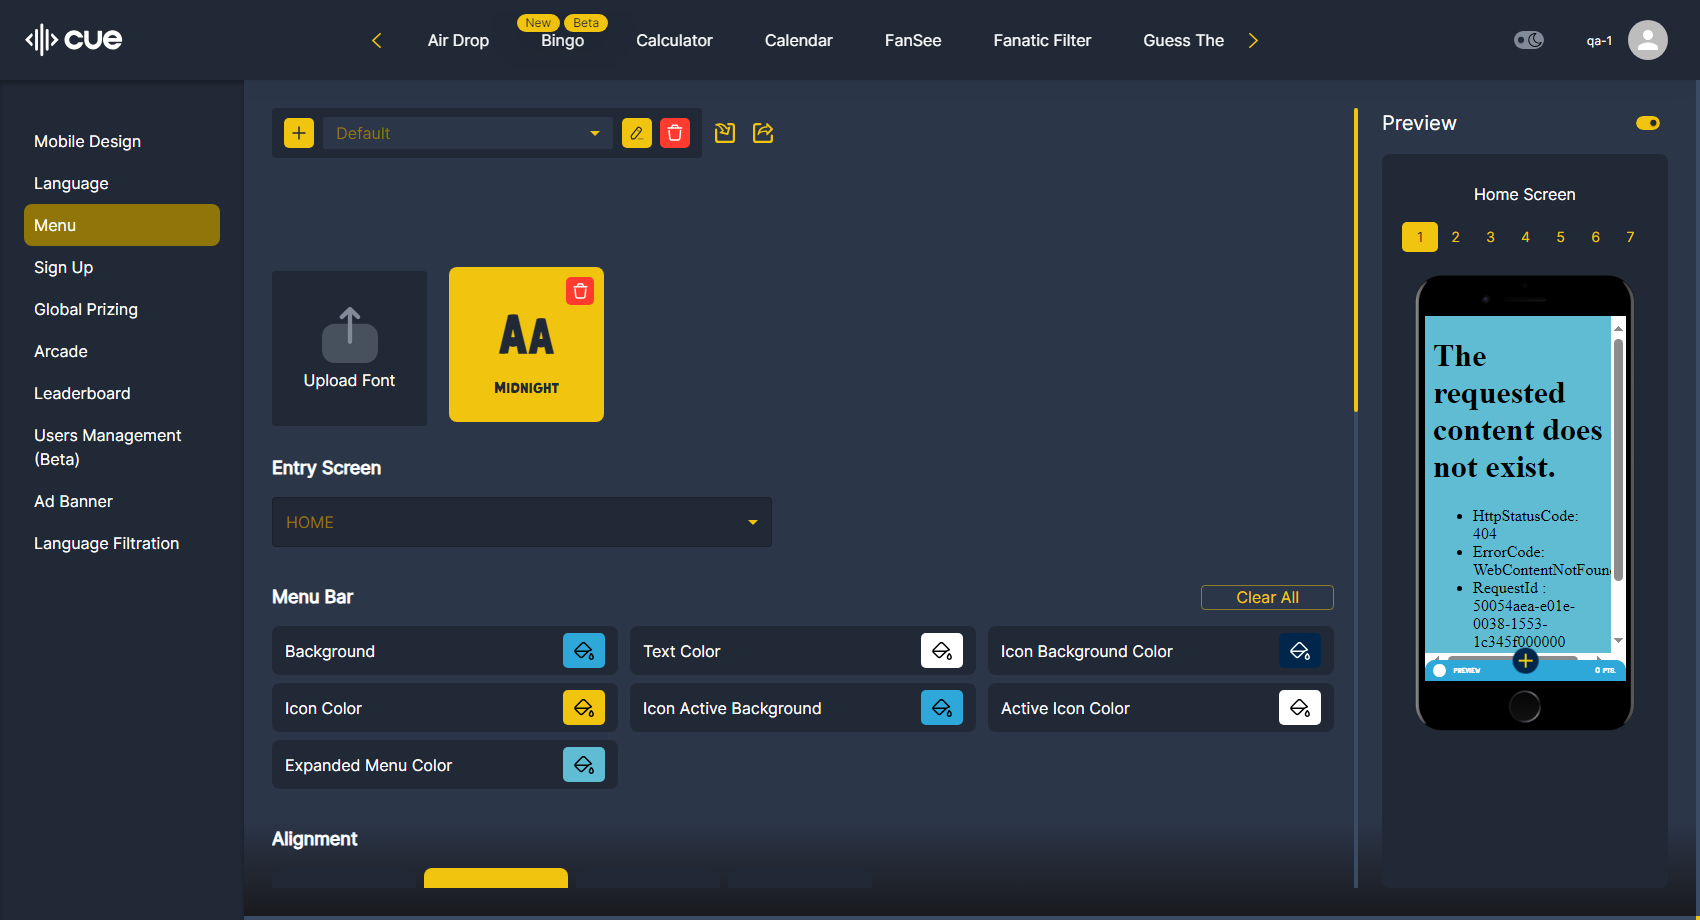 cue
Air Drop
New
Beta
Bingo
Calculator
Calendar
FanSee
Fanatic Filter
Guess The
qa-1
Mobile Design
Language
Menu
Sign Up
Global Prizing
Arcade
Leaderboard
Users Management
(Beta)
Ad Banner
Language Filtration
Default
Upload Font
AA
MIDNIGHT
Entry Screen
HOME
Menu Bar
Clear All
Background
Text Color
Icon Background Color
Icon Color
Icon Active Background
Active Icon Color
Expanded Menu Color
Alignment
Preview
Home Screen
1 2 3 4 5 6 7
The
requested
content does
not exist.
• HttpStatusCode:
404
• ErrorCode:
WebContentNotFoun
• RequestId :
50054aea-e01e-
0038-1553-
1c345f000000
PREVIEW
0 PTS.